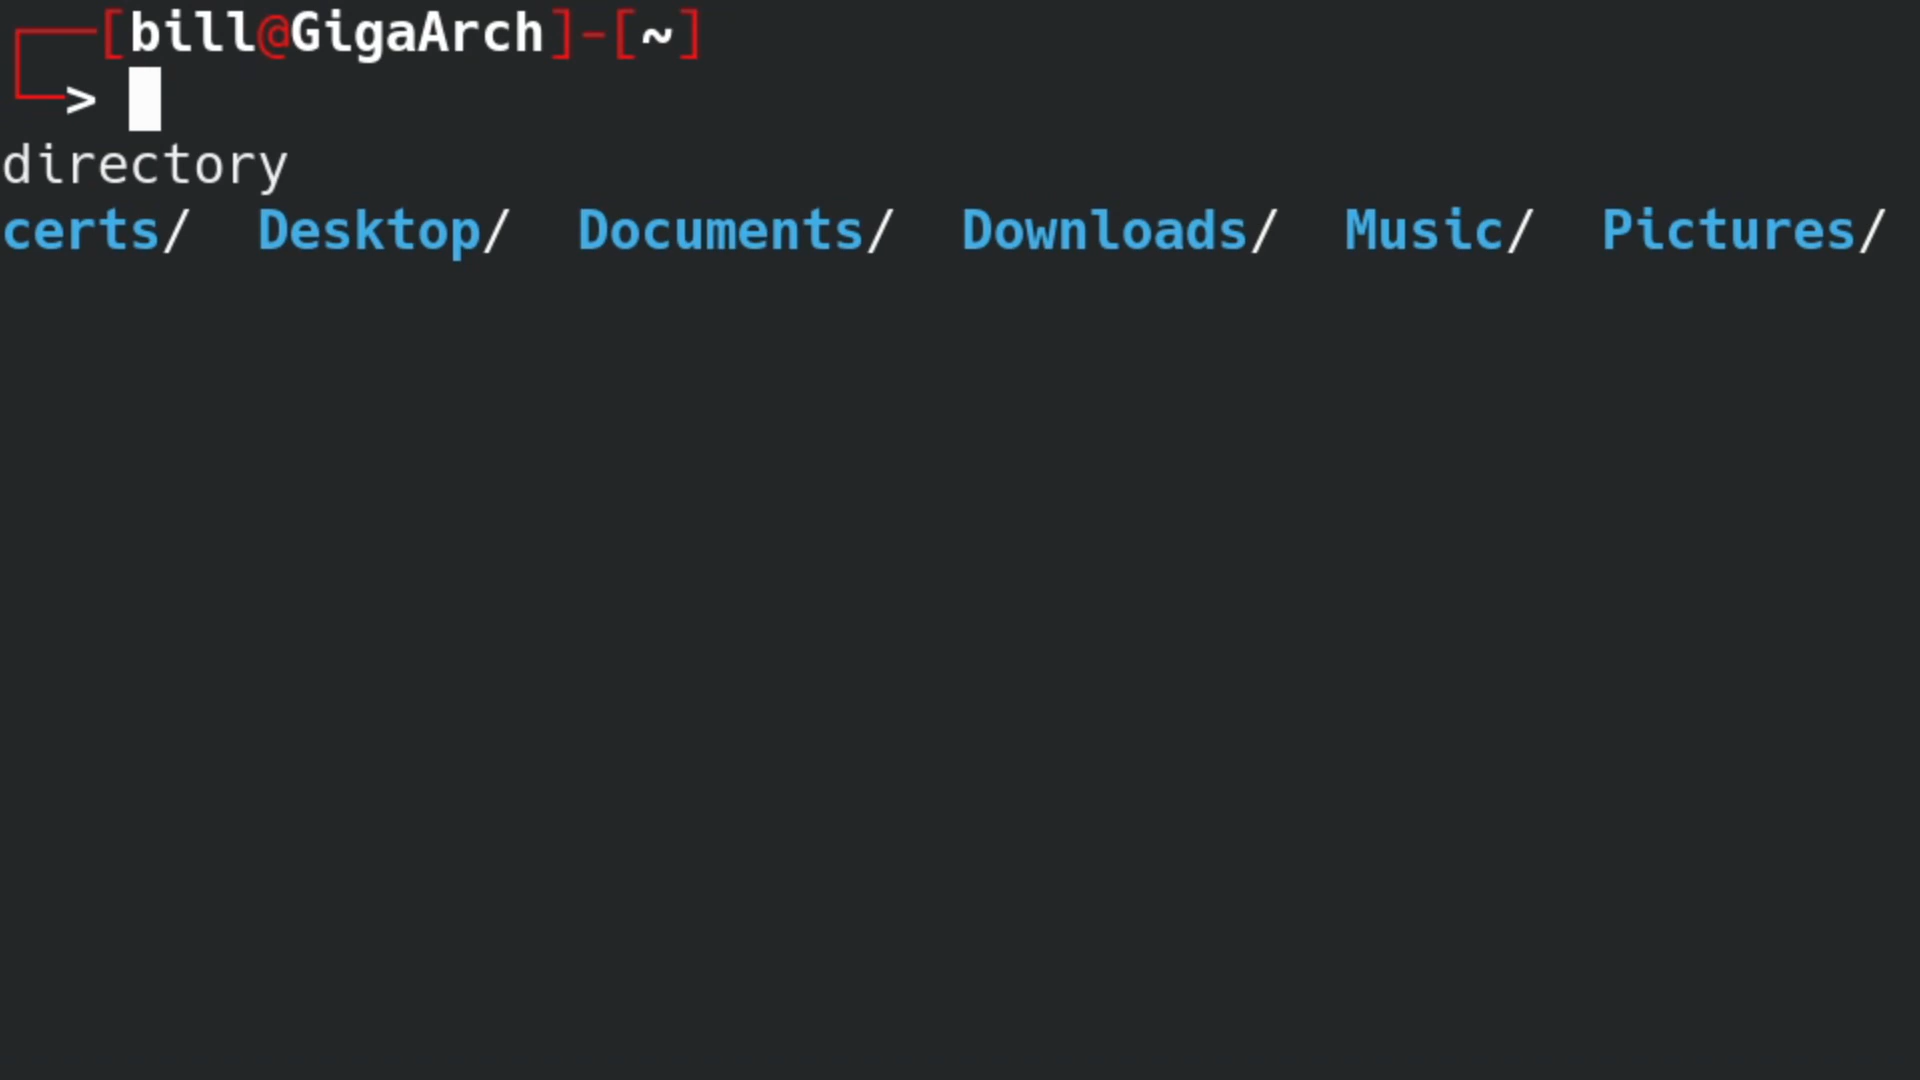 ┌──[bill@GigaArch]-[~]
└─> 
directory
certs/  Desktop/  Documents/  Downloads/  Music/  Pictures/